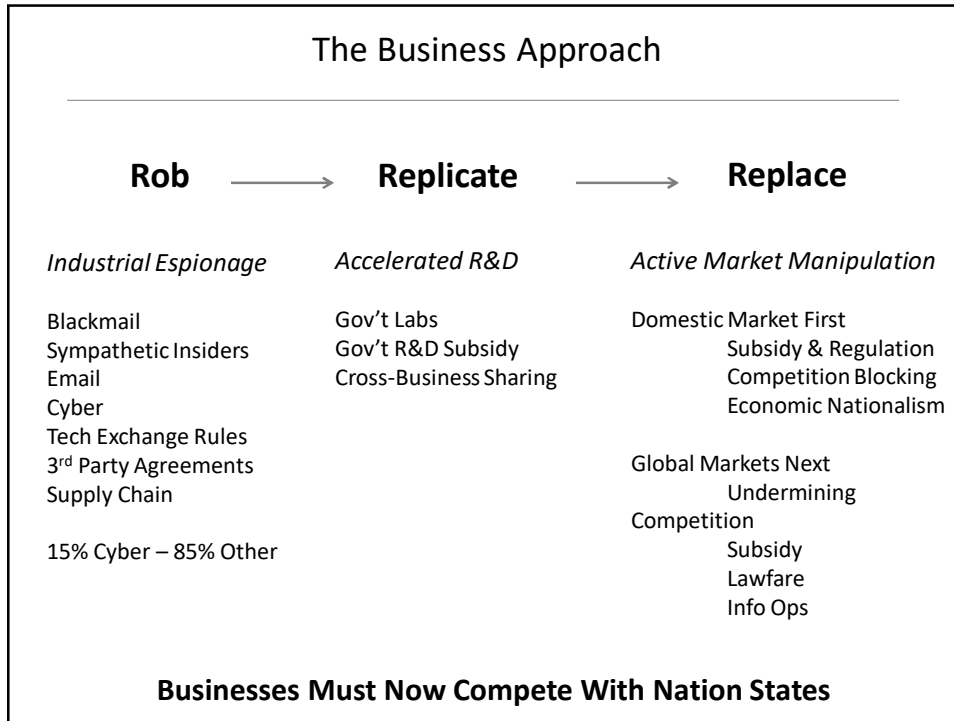 The Business Approach
Rob
Replicate
Replace
Industrial Espionage
Blackmail
Sympathetic Insiders
Email
Cyber
Tech Exchange Rules
3rd Party Agreements
Supply Chain
15% Cyber – 85% Other
Accelerated R&D
Gov’t Labs
Gov’t R&D Subsidy
Cross-Business Sharing
Active Market Manipulation
Domestic Market First
Subsidy & Regulation
Competition Blocking
Economic Nationalism
Global Markets Next
Undermining
Competition
Subsidy
Lawfare
Info Ops
Businesses Must Now Compete With Nation States